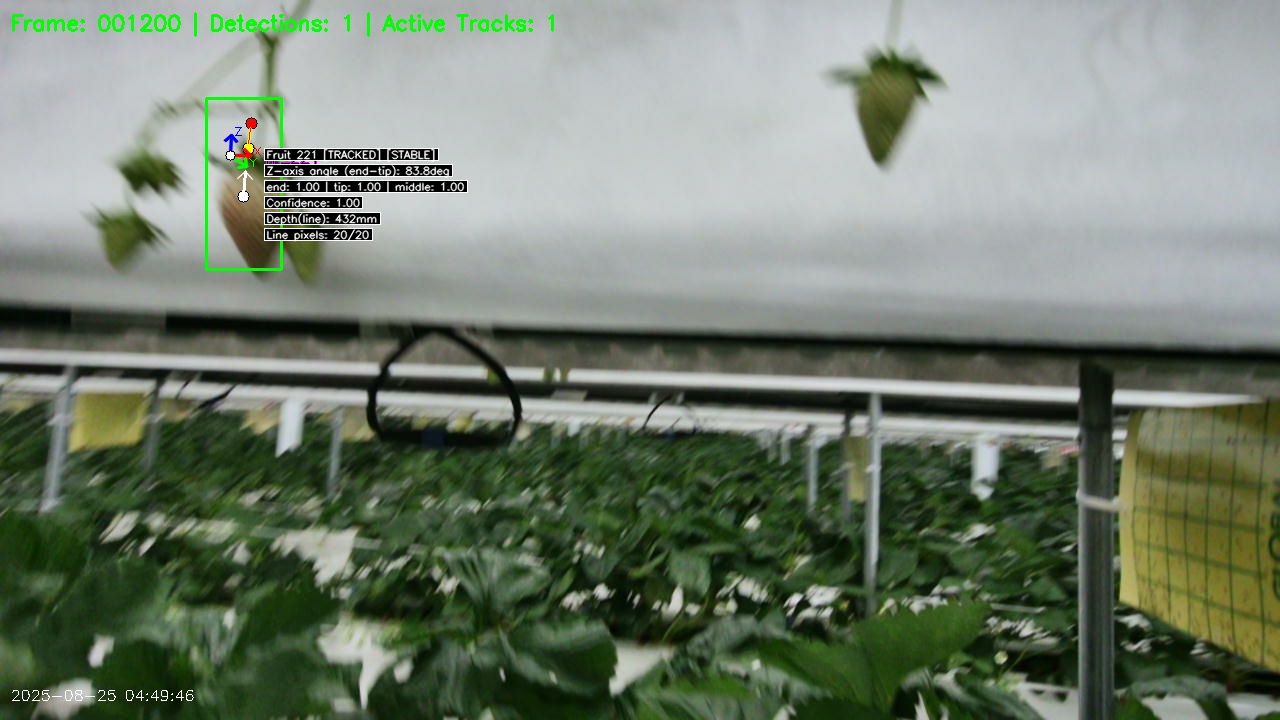 Frame: 001200 | Detections: 1 | Active Tracks: 1
Z
Fruit 221 [TRACKED] [STABLE]
Z-axis angle (end-tip): 83.8deg
end: 1.00 | tip: 1.00 | middle: 1.00
Confidence: 1.00
Depth(line): 432mm
Line pixels: 20/20
2025-08-25 04:49:46